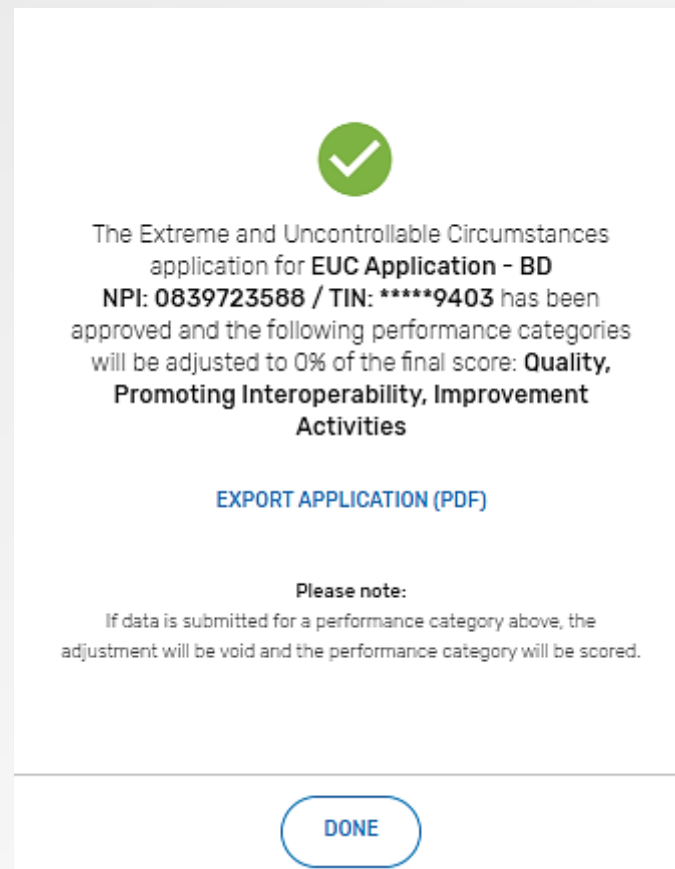 The Extreme and Uncontrollable Circumstances
application for EUC Application - BD
NPI: 0839723588 / TIN: *****9403 has been
approved and the following performance categories
will be adjusted to 0% of the final score: Quality,
Promoting Interoperability, Improvement
Activities
EXPORT APPLICATION (PDF)
Please note:
If data is submitted for a performance category above, the
adjustment will be void and the performance category will be scored.
DONE